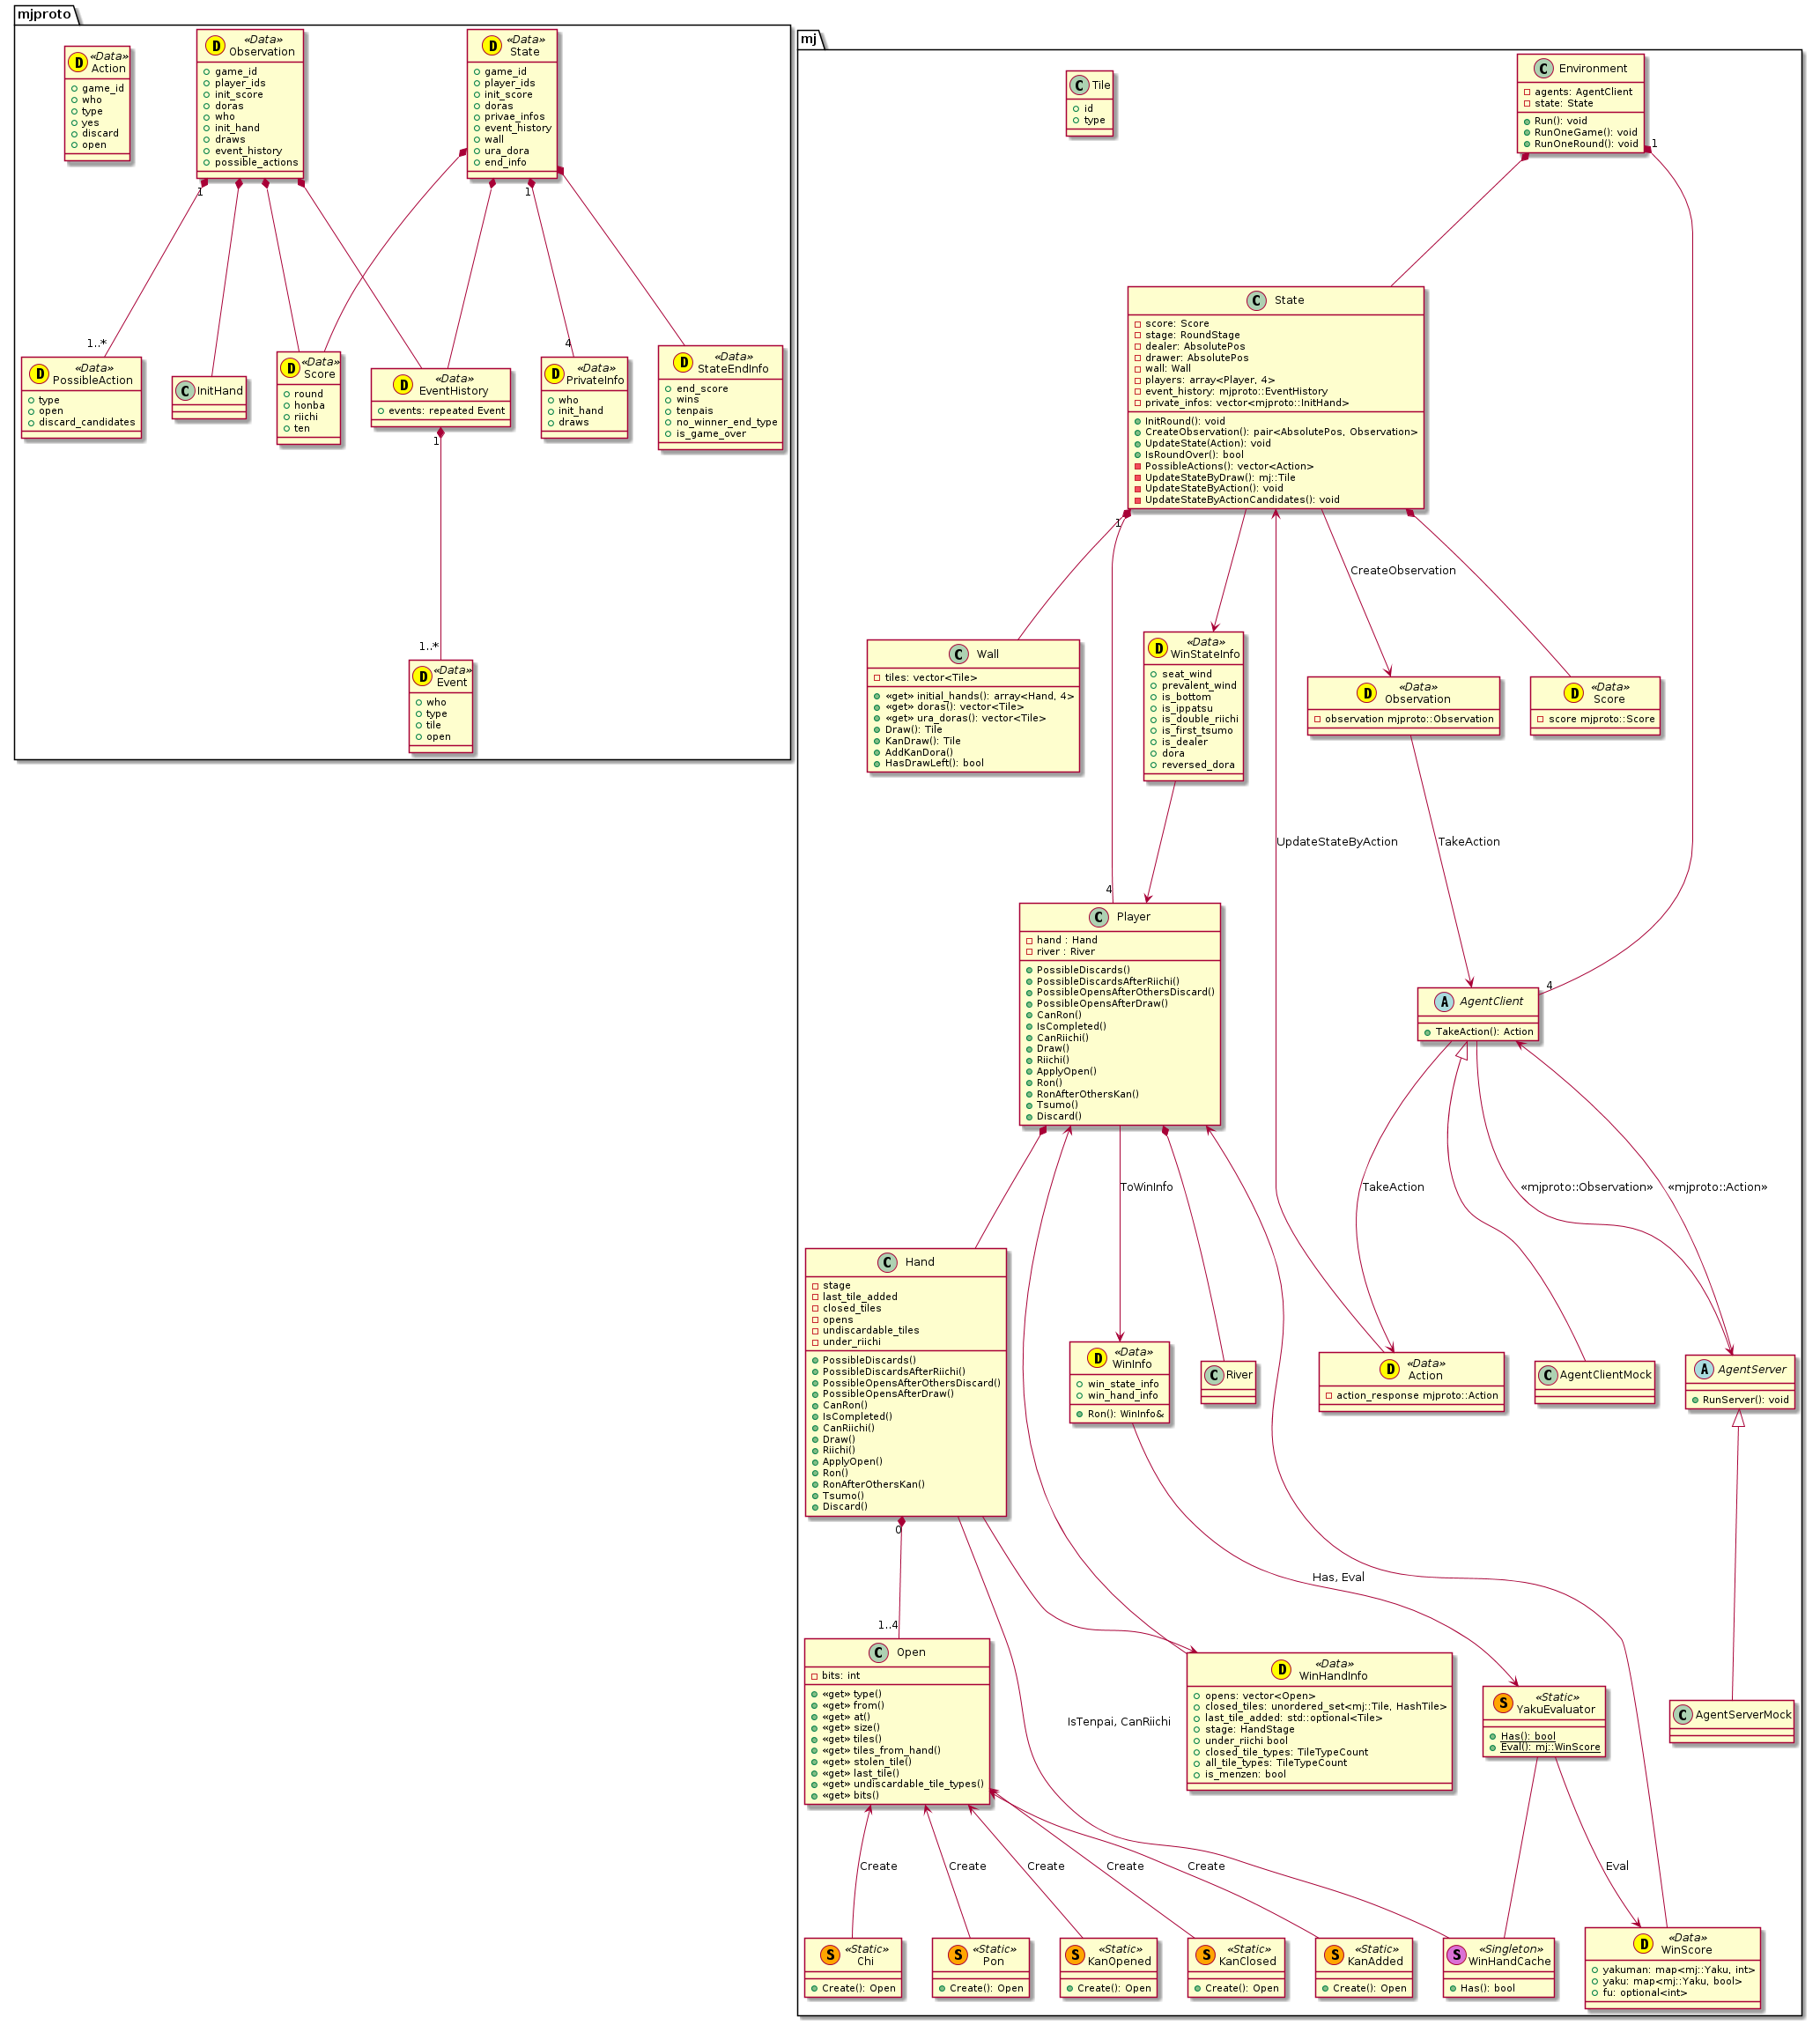 mjproto
D «Data»
Action
game_id
who
type
yes
discard
open
D «Data»
Observation
game_id
player_ids
init_score
doras
who
init_hand
draws
event_history
possible_actions
D «Data»
State
game_id
player_ids
init_score
doras
privae_infos
event_history
wall
ura_dora
end_info
1
1
1..*
4
D «Data»
PossibleAction
type
open
discard_candidates
C InitHand
D «Data»
Score
round
honba
riichi
ten
D «Data»
EventHistory
events: repeated Event
D «Data»
PrivateInfo
who
init_hand
draws
D «Data»
StateEndInfo
end_score
wins
tenpais
no_winner_end_type
is_game_over
1
1..*
D «Data»
Event
who
type
tile
open
mj
C Tile
id
type
C Environment
agents: AgentClient
state: State
Run(): void
RunOneGame(): void
RunOneRound(): void
1
C State
score: Score
stage: RoundStage
dealer: AbsolutePos
drawer: AbsolutePos
wall: Wall
players: array<Player, 4>
event_history: mjproto::EventHistory
private_infos: vector<mjproto::InitHand>
InitRound(): void
CreateObservation(): pair<AbsolutePos, Observation>
UpdateState(Action): void
IsRoundOver(): bool
PossibleActions(): vector<Action>
UpdateStateByDraw(): mj::Tile
UpdateStateByAction(): void
UpdateStateByActionCandidates(): void
1
CreateObservation
C Wall
tiles: vector<Tile>
«get» initial_hands(): array<Hand, 4>
«get» doras(): vector<Tile>
«get» ura_doras(): vector<Tile>
Draw(): Tile
KanDraw(): Tile
AddKanDora()
HasDrawLeft(): bool
D «Data»
WinStateInfo
seat_wind
prevalent_wind
is_bottom
is_ippatsu
is_double_riichi
is_first_tsumo
is_dealer
dora
reversed_dora
D «Data»
Observation
observation mjproto::Observation
D «Data»
Score
score mjproto::Score
UpdateStateByAction
TakeAction
4
4
C Player
hand : Hand
river : River
PossibleDiscards()
PossibleDiscardsAfterRiichi()
PossibleOpensAfterOthersDiscard()
PossibleOpensAfterDraw()
CanRon()
IsCompleted()
CanRiichi()
Draw()
Riichi()
ApplyOpen()
Ron()
RonAfterOthersKan()
Tsumo()
Discard()
A AgentClient
TakeAction(): Action
ToWinInfo
TakeAction
«mjproto::Observation»
«mjproto::Action»
C Hand
stage
last_tile_added
closed_tiles
opens
undiscardable_tiles
under_riichi
PossibleDiscards()
PossibleDiscardsAfterRiichi()
PossibleOpensAfterOthersDiscard()
PossibleOpensAfterDraw()
CanRon()
IsCompleted()
CanRiichi()
Draw()
Riichi()
ApplyOpen()
Ron()
RonAfterOthersKan()
Tsumo()
Discard()
D «Data»
WinInfo
win_state_info
win_hand_info
Ron(): WinInfo&
C River
D «Data»
Action
action_response mjproto::Action
C AgentClientMock
A AgentServer
RunServer(): void
0
1..4
Has, Eval
C Open
bits: int
«get» type()
«get» from()
«get» at()
«get» size()
«get» tiles()
«get» tiles_from_hand()
«get» stolen_tile()
«get» last_tile()
«get» undiscardable_tile_types()
«get» bits()
IsTenpai, CanRiichi
D «Data»
WinHandInfo
opens: vector<Open>
closed_tiles: unordered_set<mj::Tile, HashTile>
last_tile_added: std::optional<Tile>
stage: HandStage
under_riichi bool
closed_tile_types: TileTypeCount
all_tile_types: TileTypeCount
is_menzen: bool
S «Static»
YakuEvaluator
Has(): bool
Eval(): mj::WinScore
C AgentServerMock
Create
Create
Create
Create
Create
Eval
S «Static»
Chi
Create(): Open
S «Static»
Pon
Create(): Open
S «Static»
KanOpened
Create(): Open
S «Static»
KanClosed
Create(): Open
S «Static»
KanAdded
Create(): Open
S «Singleton»
WinHandCache
Has(): bool
D «Data»
WinScore
yakuman: map<mj::Yaku, int>
yaku: map<mj::Yaku, bool>
fu: optional<int>